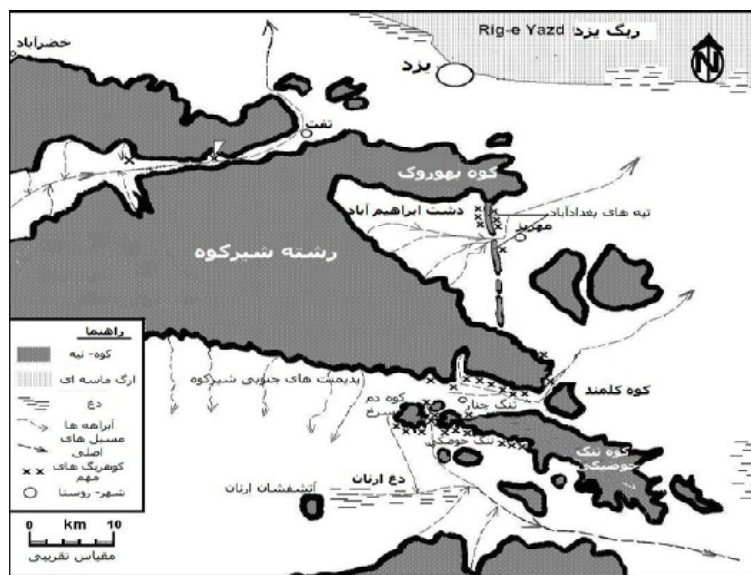 خضرآباد
Rig-e Yazd ریگ یزد
یزد
N
تفت
کوه بهوروک
دشت ابراهیم آباد
تپه های بغدادآباد
مهریز
رشته شیرکوه
پدیمنت های جنوبی شیرکوه
کوه دم
سرخ
تنگ چنار
کوه کلمند
تنگ حوضکی
کوه تنگ
حوضکی
دغ ارنان
آتشفشان ارنان
راهنما
کوه- تپه
ارگ ماسه ای
دغ
آبراهه ها
مسیل های
اصلی
کوهریگ های
مهم
شهر- روستا
0 km 10
مقیاس تقریبی